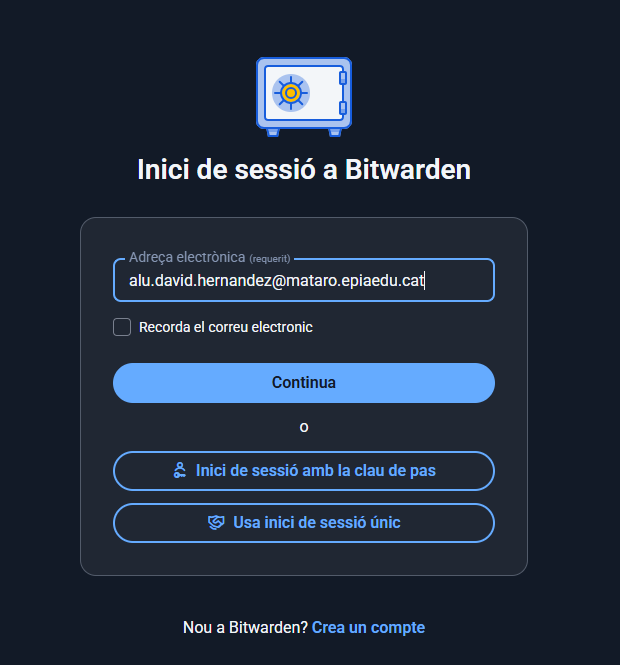 Inici de sessió a Bitwarden
Adreça electrònica (requerit)
alu.david.hernandez@mataro.epiaedu.cat
Recorda el correu electronic
Continua
o
Inici de sessió amb la clau de pas
Usa inici de sessió únic
Nou a Bitwarden? Crea un compte